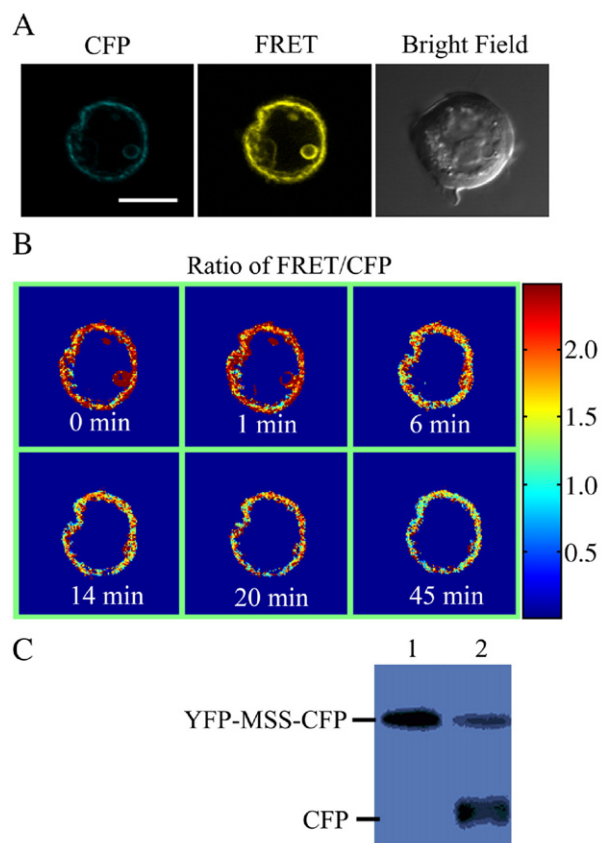 A
CFP FRET Bright Field
B
Ratio of FRET/CFP
0 min 1 min 6 min
14 min 20 min 45 min
2.0
1.5
1.0
0.5
C
1 2
YFP-MSS-CFP
CFP